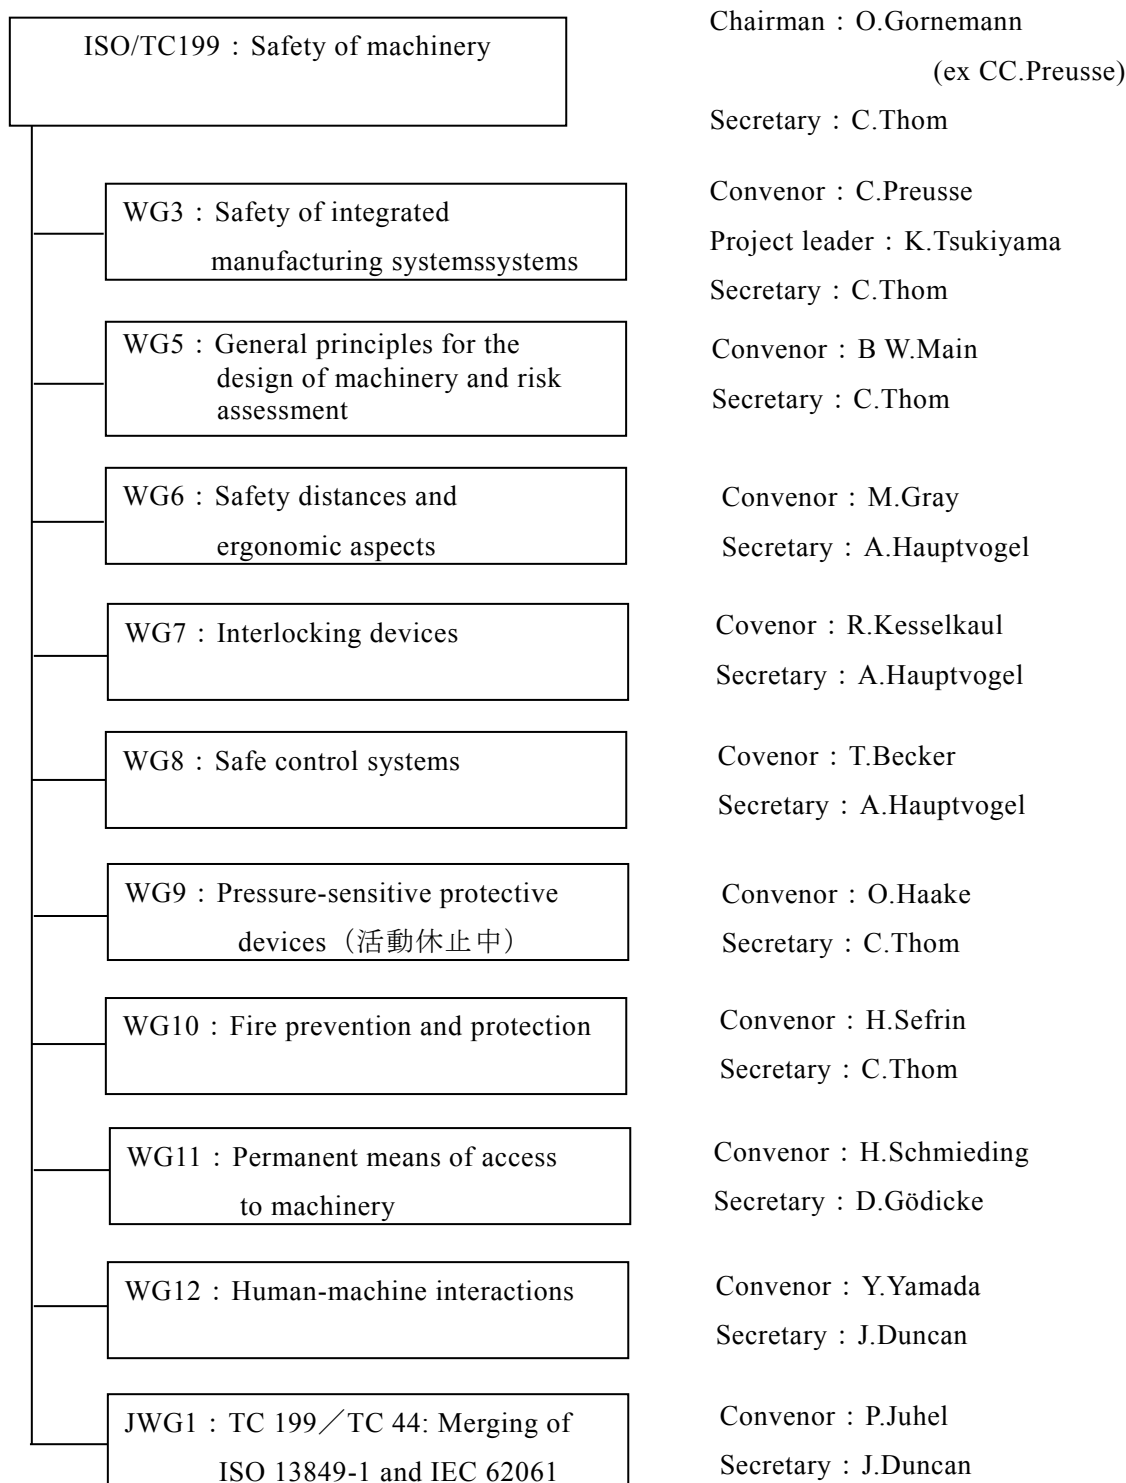 ISO/TC199：Safety of machinery
Chairman：O.Gornemann
(ex CC.Preusse)
Secretary：C.Thom
WG3：Safety of integrated
manufacturing systemssystems
Convenor：C.Preusse
Project leader：K.Tsukiyama
Secretary：C.Thom
WG5：General principles for the
design of machinery and risk
assessment
Convenor：B W.Main
Secretary：C.Thom
WG6：Safety distances and
ergonomic aspects
Convenor：M.Gray
Secretary：A.Hauptvogel
WG7：Interlocking devices
Covenor：R.Kesselkaul
Secretary：A.Hauptvogel
WG8：Safe control systems
Covenor：T.Becker
Secretary：A.Hauptvogel
WG9：Pressure-sensitive protective
devices（活動休止中）
Convenor：O.Haake
Secretary：C.Thom
WG10：Fire prevention and protection
Convenor：H.Sefrin
Secretary：C.Thom
WG11：Permanent means of access
to machinery
Convenor：H.Schmieding
Secretary：D.Gödicke
WG12：Human-machine interactions
Convenor：Y.Yamada
Secretary：J.Duncan
JWG1：TC 199／TC 44: Merging of
ISO 13849-1 and IEC 62061
Convenor：P.Juhel
Secretary：J.Duncan